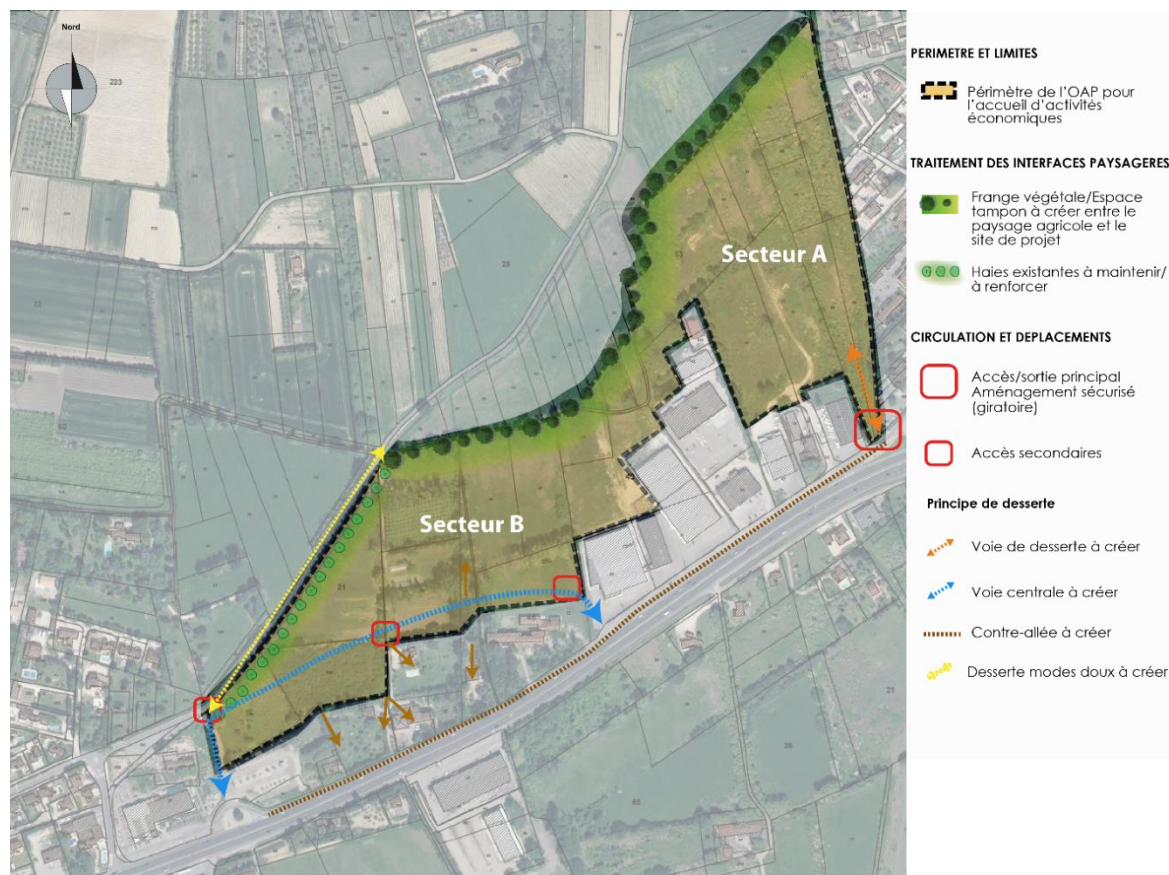 Nord
223
Secteur A
Secteur B
PERIMETRE ET LIMITES
Périmètre de l'OAP pour
l'accueil d'activités
économiques
TRAITEMENT DES INTERFACES PAYSAGERES
Frange végétale/Espace
tampon à créer entre le
paysage agricole et le
site de projet
Haies existantes à maintenir/
à renforcer
CIRCULATION ET DEPLACEMENTS
Accès/sortie principal
Aménagement sécurisé
(giratoire)
Accès secondaires
Principe de desserte
Voie de desserte à créer
Voie centrale à créer
Contre-allée à créer
Desserte modes doux à créer